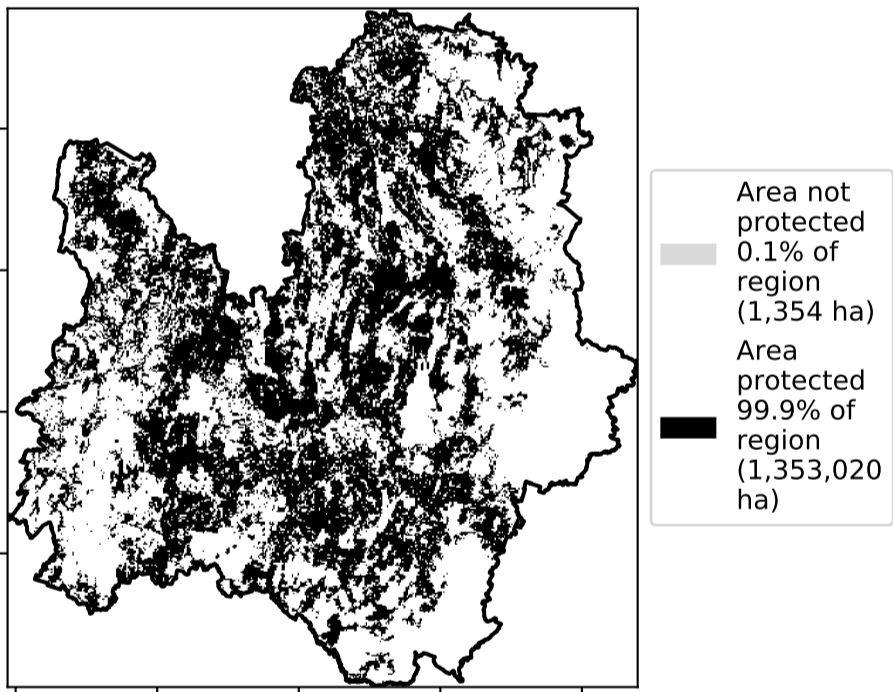 Area not
protected
0.1% of
region
(1,354 ha)
Area
protected
99.9% of
region
(1,353,020
ha)